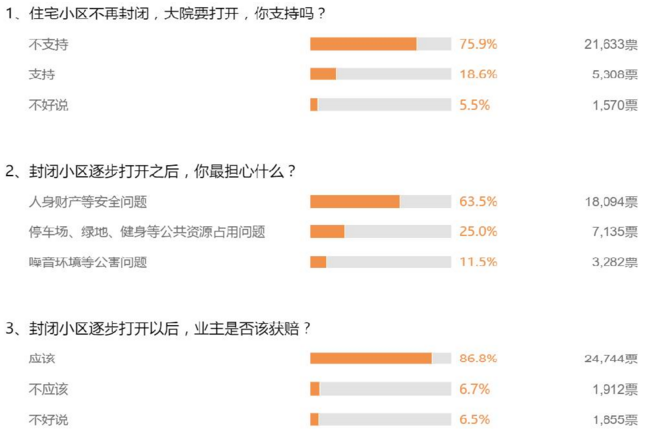 1、住宅小区不再封闭，大院要打开，你支持吗？
不支持 75.9% 21,633票
支持 18.6% 5,308票
不好说 5.5% 1,570票
2、封闭小区逐步打开之后，你最担心什么？
人身财产等安全问题 63.5% 18,094票
停车场、绿地、健身等公共资源占用问题 25.0% 7,135票
噪音环境等公害问题 11.5% 3,282票
3、封闭小区逐步打开以后，业主是否该获赔？
应该 86.8% 24,744票
不应该 6.7% 1,912票
不好说 6.5% 1,855票